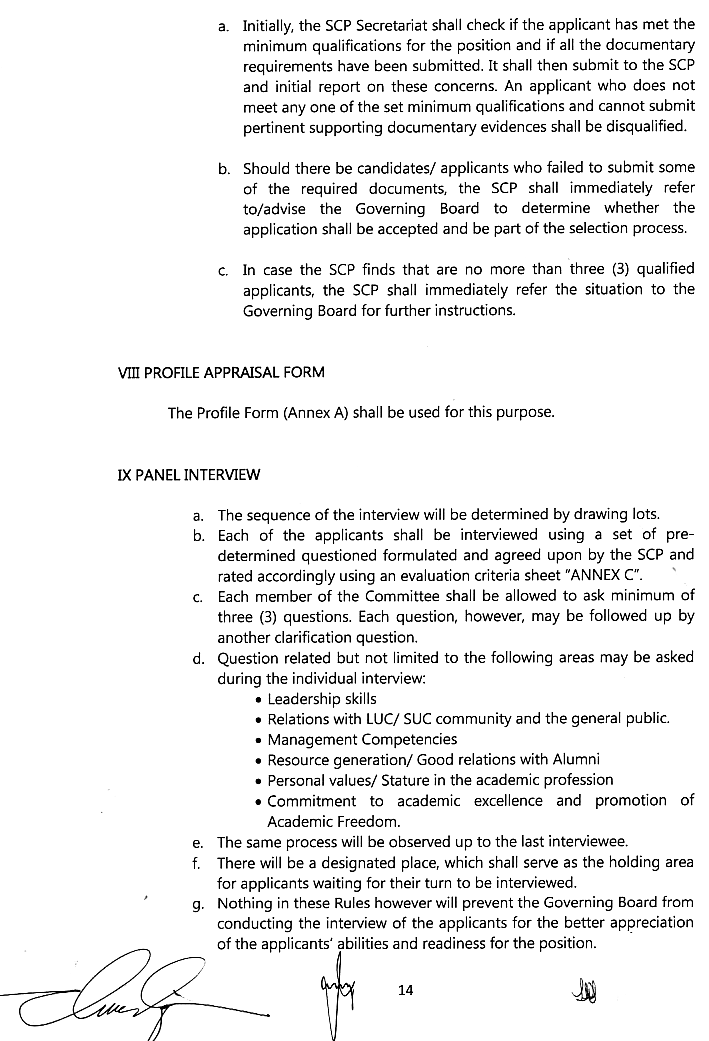 a. Initially, the SCP Secretariat shall check if the applicant has met the
minimum qualifications for the position and if all the documentary
requirements have been submitted. It shall then submit to the SCP
and initial report on these concerns. An applicant who does not
meet any one of the set minimum qualifications and cannot submit
pertinent supporting documentary evidences shall be disqualified.
b. Should there be candidates/ applicants who failed to submit some
of the required documents, the SCP shall immediately refer
to/advise the Governing Board to determine whether the
application shall be accepted and be part of the selection process.
c. In case the SCP finds that are no more than three (3) qualified
applicants, the SCP shall immediately refer the situation to the
Governing Board for further instructions.
VIII PROFILE APPRAISAL FORM
The Profile Form (Annex A) shall be used for this purpose.
IX PANEL INTERVIEW
a. The sequence of the interview will be determined by drawing lots.
b. Each of the applicants shall be interviewed using a set of pre-
determined questioned formulated and agreed upon by the SCP and
rated accordingly using an evaluation criteria sheet "ANNEX C".
c. Each member of the Committee shall be allowed to ask minimum of
three (3) questions. Each question, however, may be followed up by
another clarification question.
d. Question related but not limited to the following areas may be asked
during the individual interview:
• Leadership skills
• Relations with LUC/ SUC community and the general public.
• Management Competencies
• Resource generation/ Good relations with Alumni
• Personal values/ Stature in the academic profession
• Commitment to academic excellence and promotion of
Academic Freedom.
e. The same process will be observed up to the last interviewee.
f. There will be a designated place, which shall serve as the holding area
for applicants waiting for their turn to be interviewed.
g. Nothing in these Rules however will prevent the Governing Board from
conducting the interview of the applicants for the better appreciation
of the applicants' abilities and readiness for the position.
14